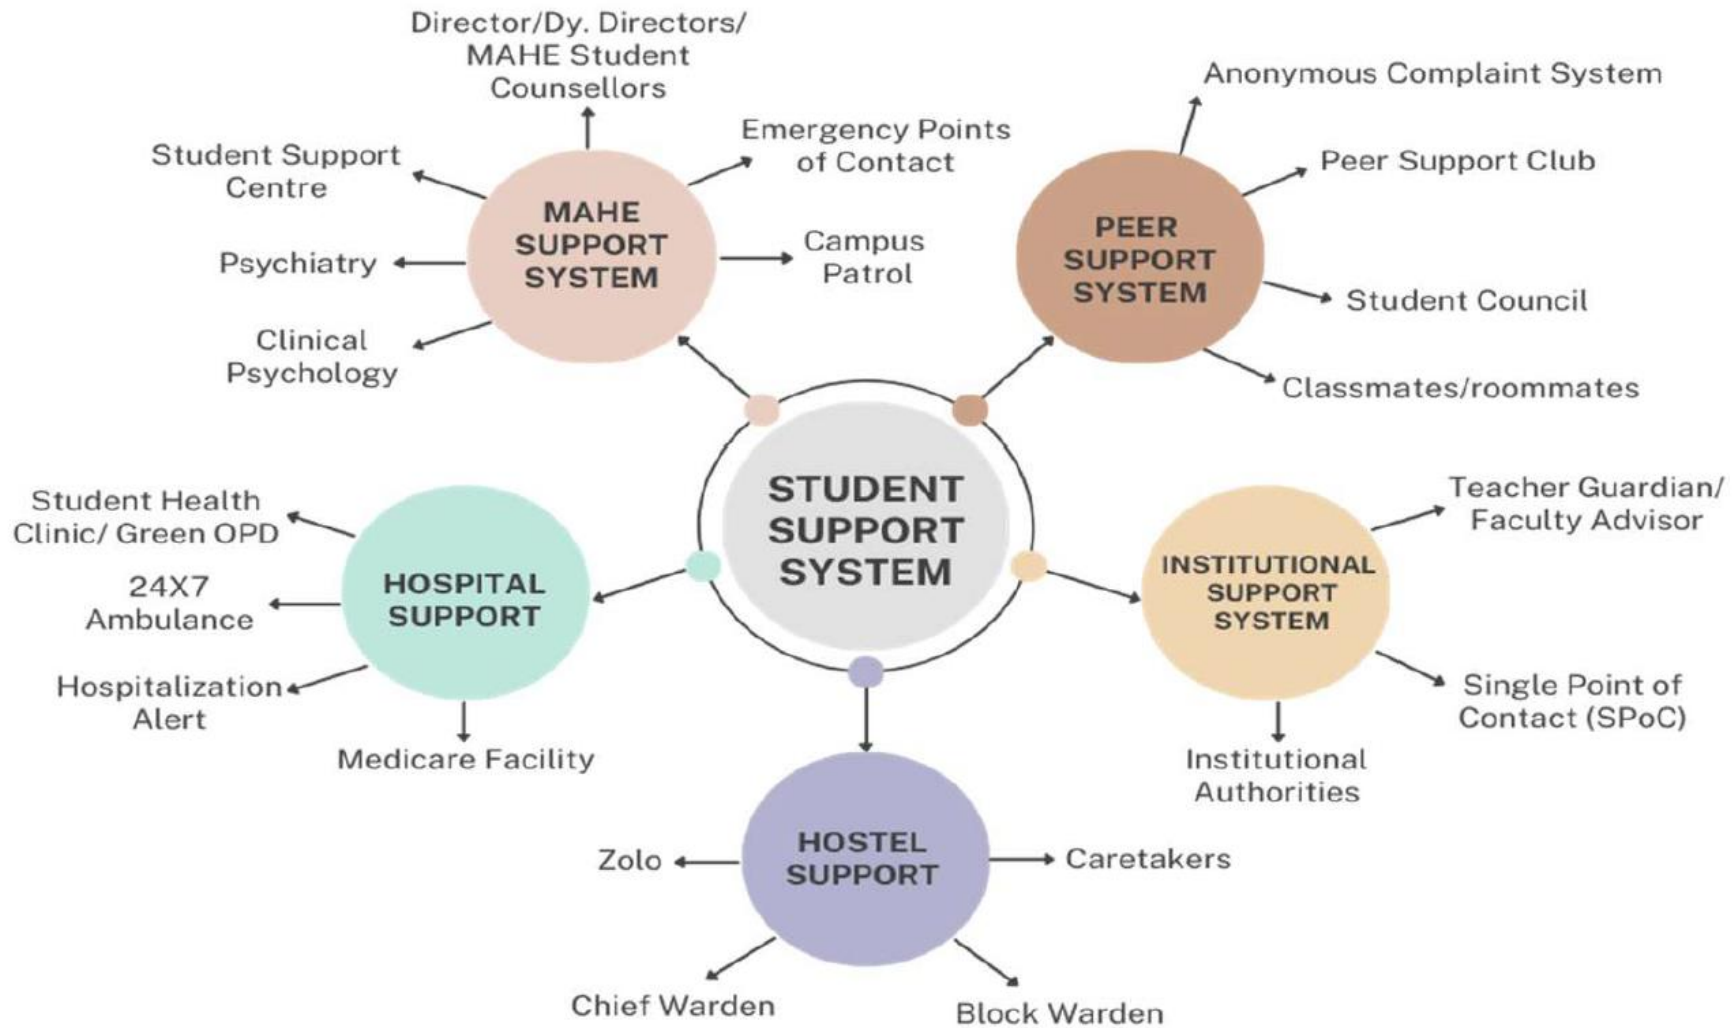 Director/Dy. Directors/
MAHE Student
Counsellors
Emergency Points
of Contact
Student Support
Centre
MAHE
SUPPORT
SYSTEM
Psychiatry
Campus
Patrol
Clinical
Psychology
Anonymous Complaint System
Peer Support Club
PEER
SUPPORT
SYSTEM
Student Council
Classmates/roommates
STUDENT
SUPPORT
SYSTEM
Student Health
Clinic/ Green OPD
24X7
Ambulance
HOSPITAL
SUPPORT
Hospitalization
Alert
Medicare Facility
Teacher Guardian/
Faculty Advisor
INSTITUTIONAL
SUPPORT
SYSTEM
Single Point of
Contact (SPoC)
Institutional
Authorities
HOSTEL
SUPPORT
Zolo
Caretakers
Chief Warden
Block Warden